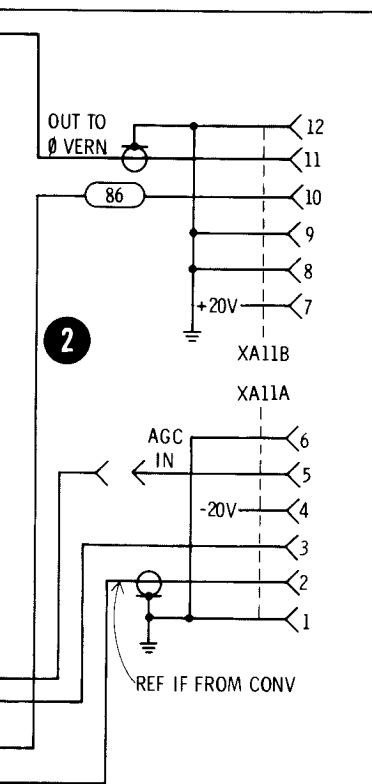 OUT TO
Ø VERN
12
11
86
10
9
8
+20V
7
2
XA11B
XA11A
AGC
IN
6
5
-20V
4
3
2
1
REF IF FROM CONV